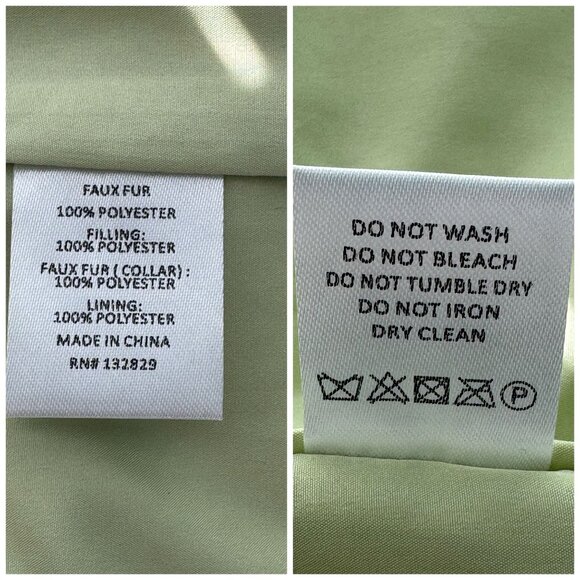 FAUX FUR
100% POLYESTER
FILLING:
100% POLYESTER
FAUX FUR ( COLLAR) :
100% POLYESTER
LINING:
100% POLYESTER
MADE IN CHINA
RN# 132829
DO NOT WASH
DO NOT BLEACH
DO NOT TUMBLE DRY
DO NOT IRON
DRY CLEAN
P